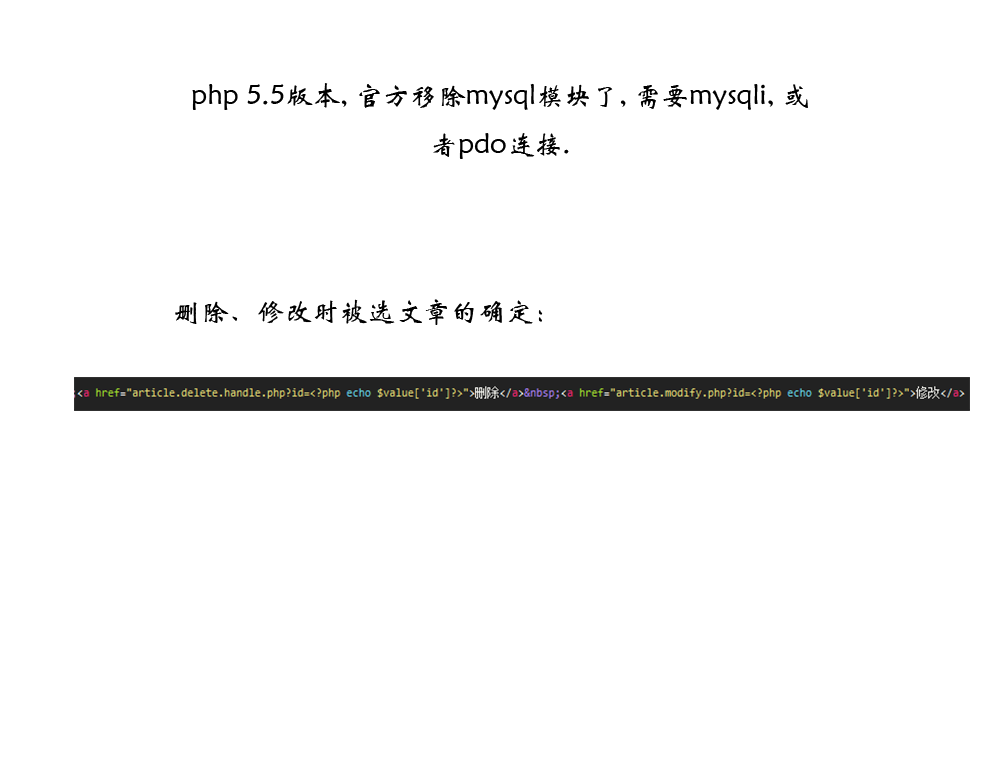 php 5.5版本, 官方移除mysql模块了, 需要mysqli, 或
者pdo连接.
删除、修改时被选文章的确定:
;<a href="article.delete.handle.php?id=<?php echo $value['id']?>">删除</a>&nbsp;<a href="article.modify.php?id=<?php echo $value['id']?>">修改</a>